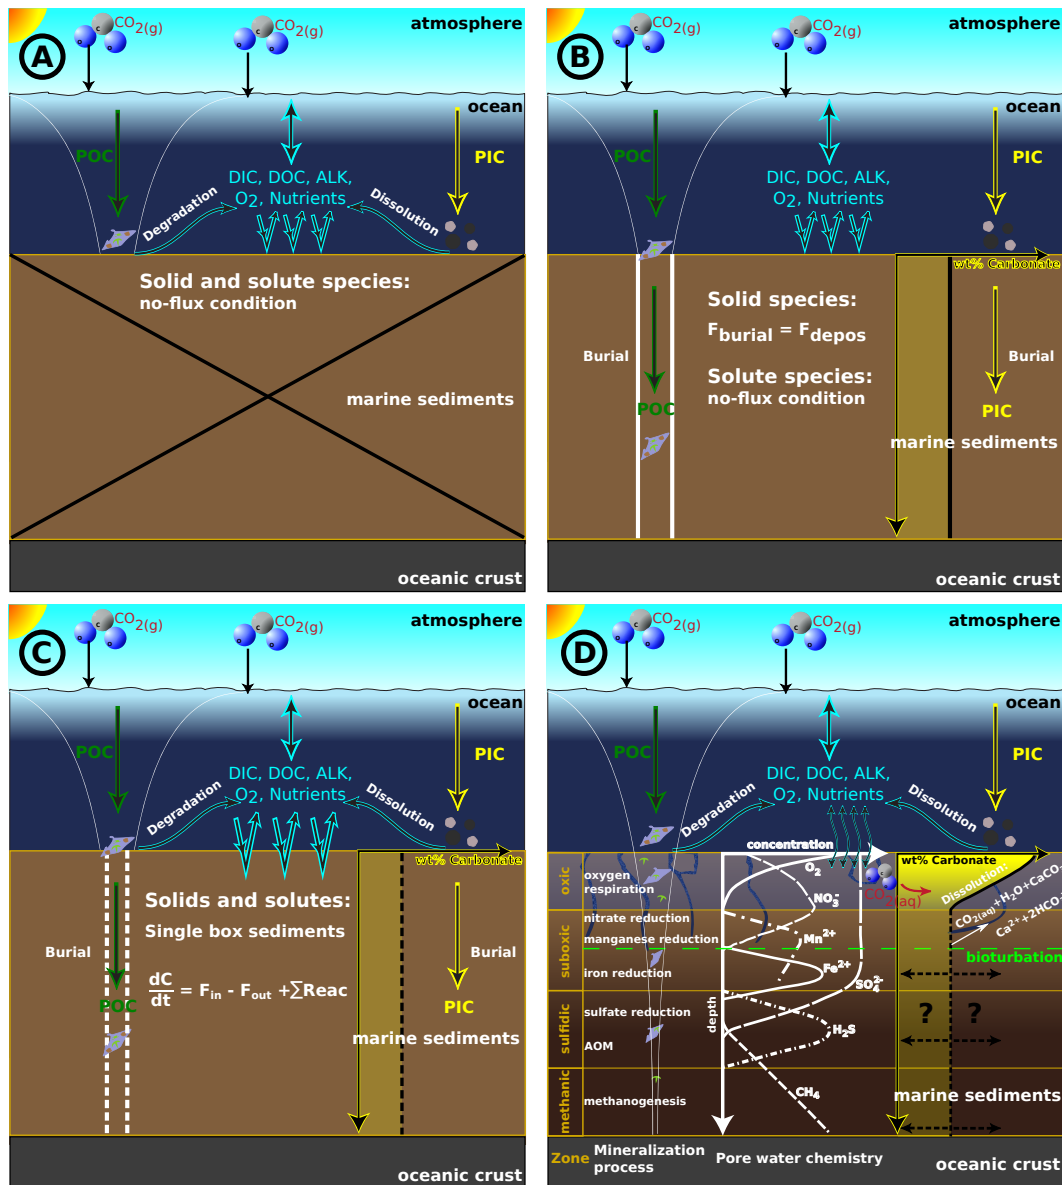 A
CO2(g)
CO2(g)
atmosphere
ocean
POC
PIC
DIC, DOC, ALK,
O2, Nutrients
Degradation
Dissolution
Solid and solute species:
no-flux condition
marine sediments
oceanic crust
B
CO2(g)
CO2(g)
atmosphere
ocean
POC
PIC
DIC, DOC, ALK,
O2, Nutrients
wt% Carbonate
Solid species:
Fburial = Fdepos
Burial
Burial
Solute species:
no-flux condition
POC
PIC
marine sediments
oceanic crust
C
CO2(g)
CO2(g)
atmosphere
ocean
POC
PIC
DIC, DOC, ALK,
O2, Nutrients
Degradation
Dissolution
wt% Carbonate
Solids and solutes:
Single box sediments
Burial
Burial
dC/dt = Fin - Fout +∑Reac
POC
PIC
marine sediments
oceanic crust
D
CO2(g)
CO2(g)
atmosphere
ocean
POC
PIC
DIC, DOC, ALK,
O2, Nutrients
Degradation
Dissolution
concentration
wt% Carbonate
oxic
oxygen
respiration
O2
NO3-
CO2(aq)
Dissolution:
CO2(aq)+H2O+CaCO
Ca2++2HCO
suboxic
nitrate reduction
manganese reduction
Mn2+
bioturbation
iron reduction
Fe2+
SO42-
sulfidic
sulfate reduction
depth
H2S
? ?
AOM
methanic
methanogenesis
CH4
marine sediments
Zone
Mineralization
process
Pore water chemistry
oceanic crust